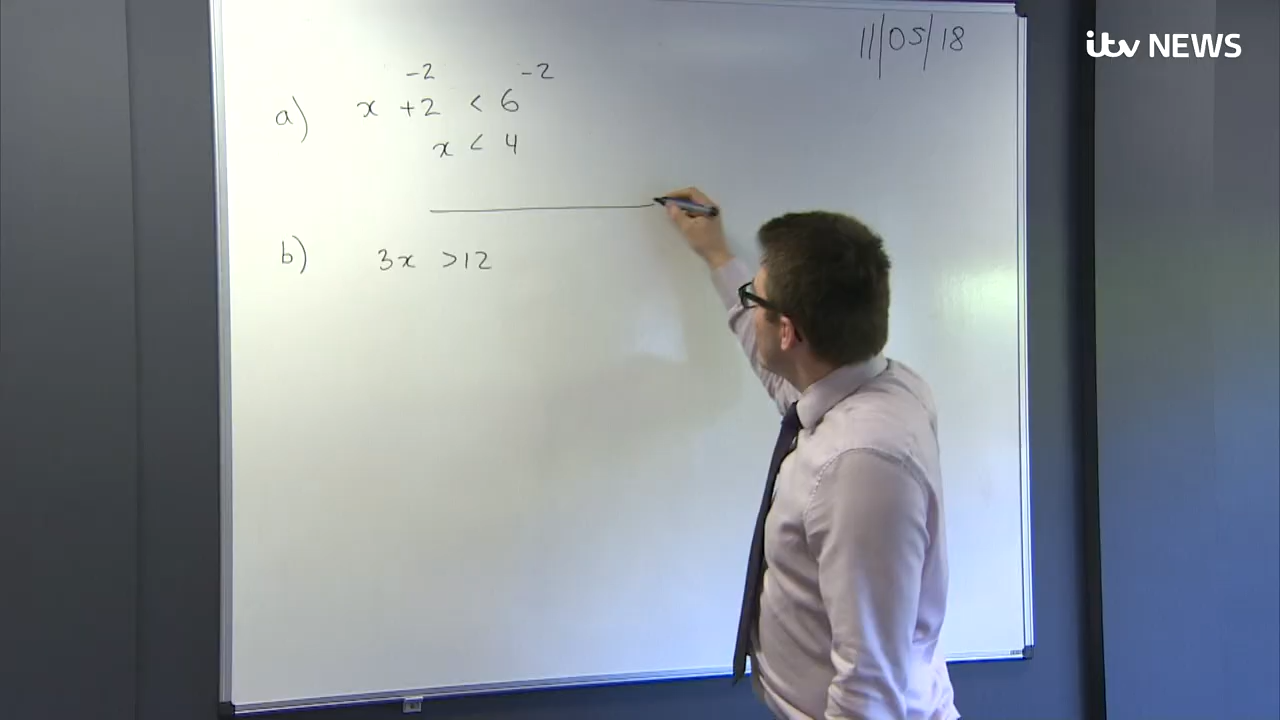 itv NEWS
11/05/18
-2 -2
a) x +2 < 6
x < 4
b) 3x >12